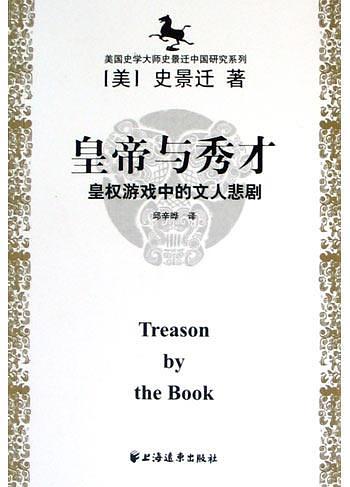 美国史学大师史景迁中国研究系列
[美] 史景迁 著
皇帝与秀才
皇权游戏中的文人悲剧
邱辛晔 译
Treason
by
the Book
上海遠東出版社